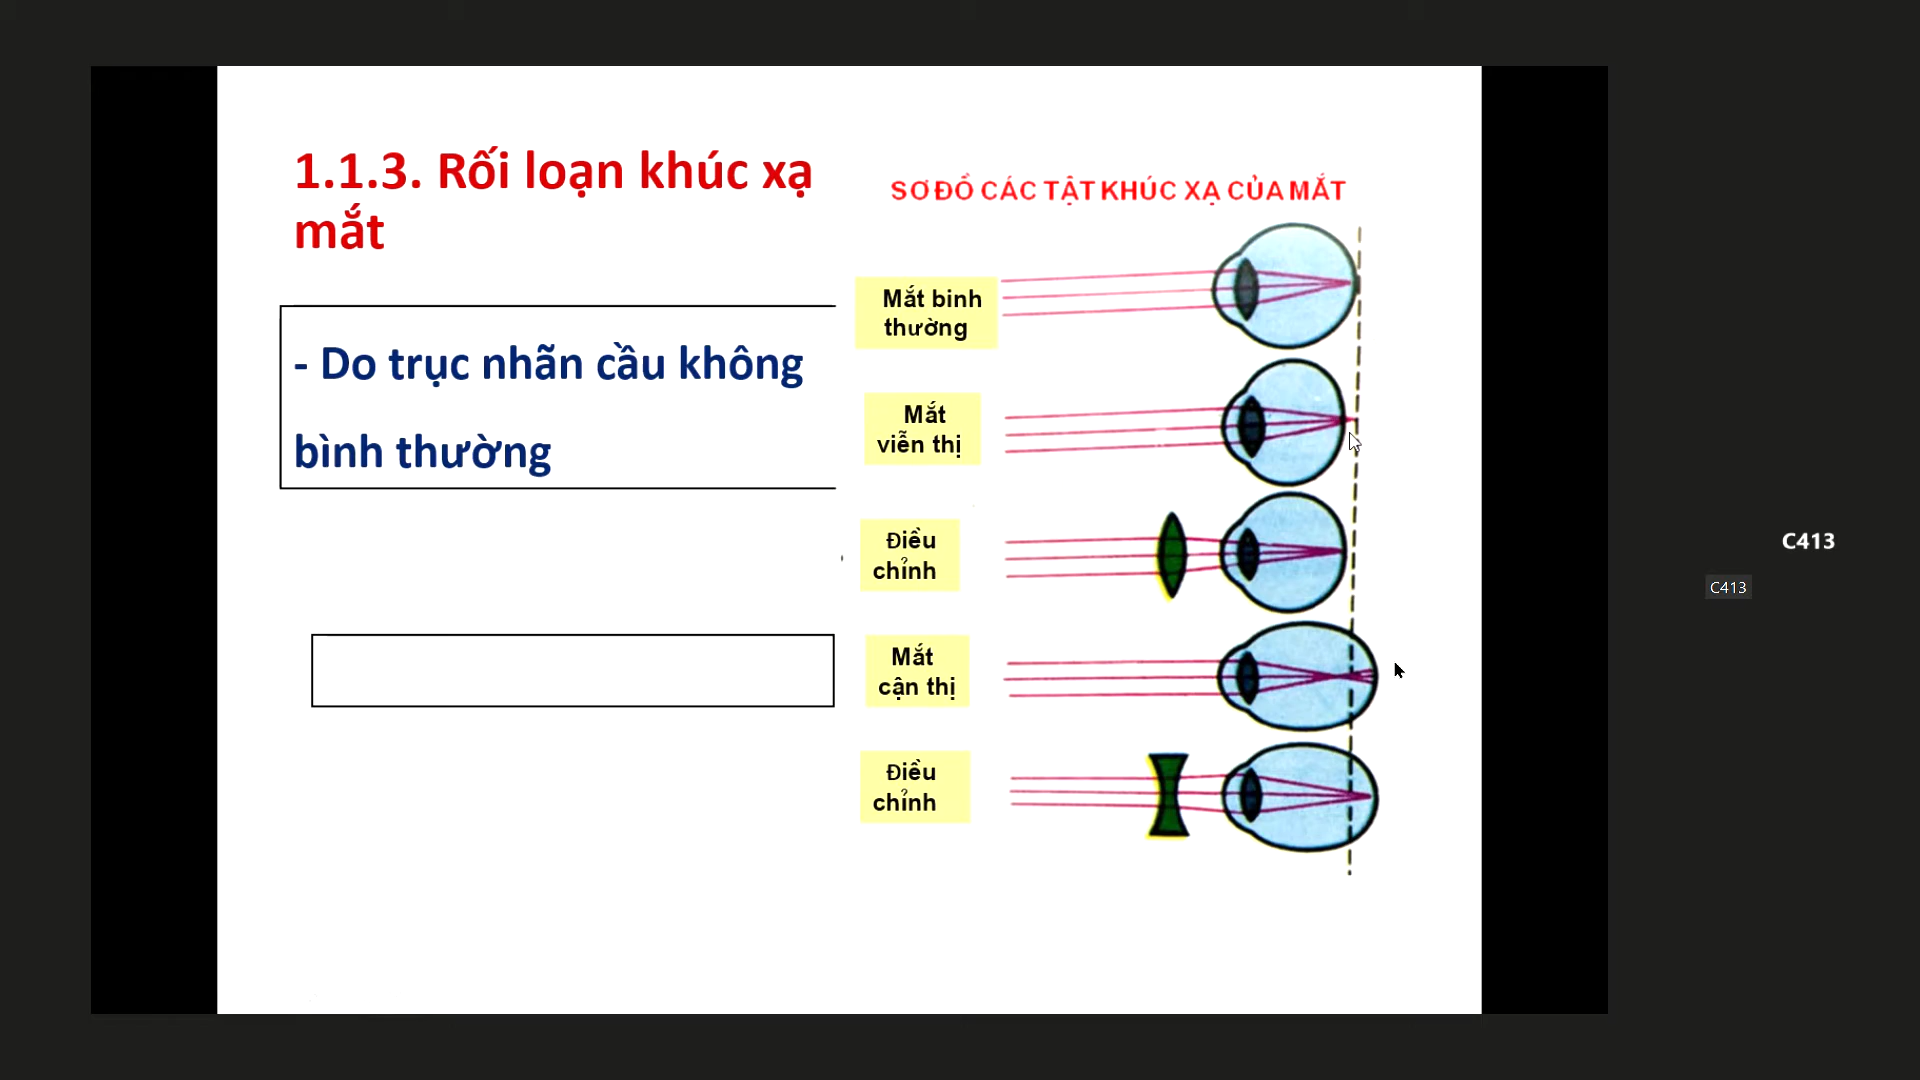 1.1.3. Rối loạn khúc xạ
mắt
- Do trục nhãn cầu không
bình thường
SƠ ĐỒ CÁC TẬT KHÚC XẠ CỦA MẮT
Mắt binh
thường
Mắt
viễn thị
Điều
chỉnh
Mắt
cận thị
Điều
chỉnh
C413
C413